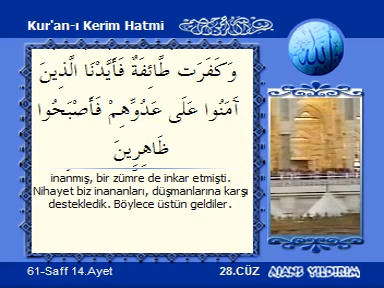 Kur'an-ı Kerim Hatmi
الله
وَكَفَرَت طَّائِفَةٌ فَأَيَّدْنَا الَّذِينَ
آَمَنُوا عَلَى عَدُوِّهِمْ فَأَصْبَحُوا
ظَاهِرِينَ
inanmış, bir zümre de inkar etmişti.
Nihayet biz inananları, düşmanlarına karşı
destekledik. Böylece üstün geldiler.
61-Saff 14.Ayet
28.CÜZ
AJANS YILDIRIM